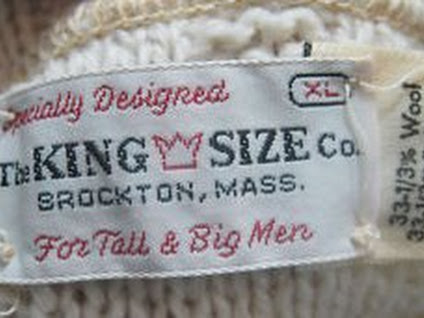 Specially Designed
XL
The KING SIZE Co.
BROCKTON, MASS.
For Tall & Big Men
33-1/3% Wool